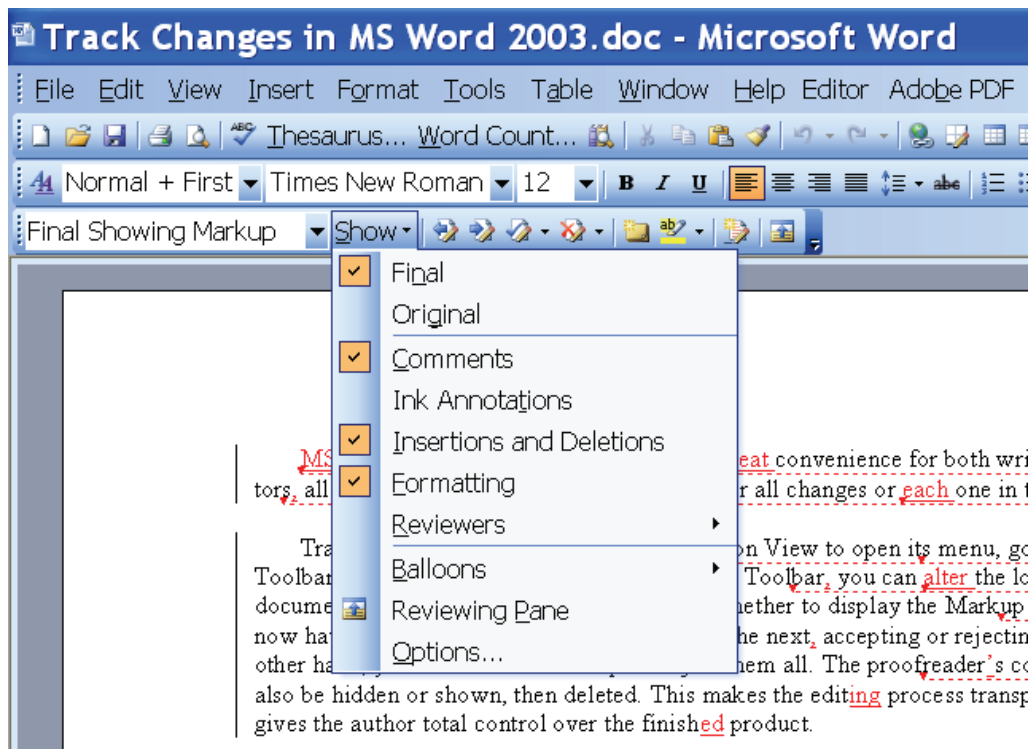 Track Changes in MS Word 2003.doc - Microsoft Word
File Edit View Insert Format Tools Table Window Help Editor Adobe PDF
Thesaurus... Word Count...
Normal + First Times New Roman 12 B I U abc
Final Showing Markup Show
Final
Original
Comments
Ink Annotations
Insertions and Deletions
Formatting
Reviewers
Balloons
Reviewing Pane
Options...
MS eat convenience for both wri
tors, all r all changes or each one in t
Tra on View to open its menu, go
Toolbar Toolbar, you can alter the lo
docume hether to display the Markup
now ha he next, accepting or rejectin
other ha hem all. The proofreader's co
also be hidden or shown, then deleted. This makes the editing process transp
gives the author total control over the finished product.